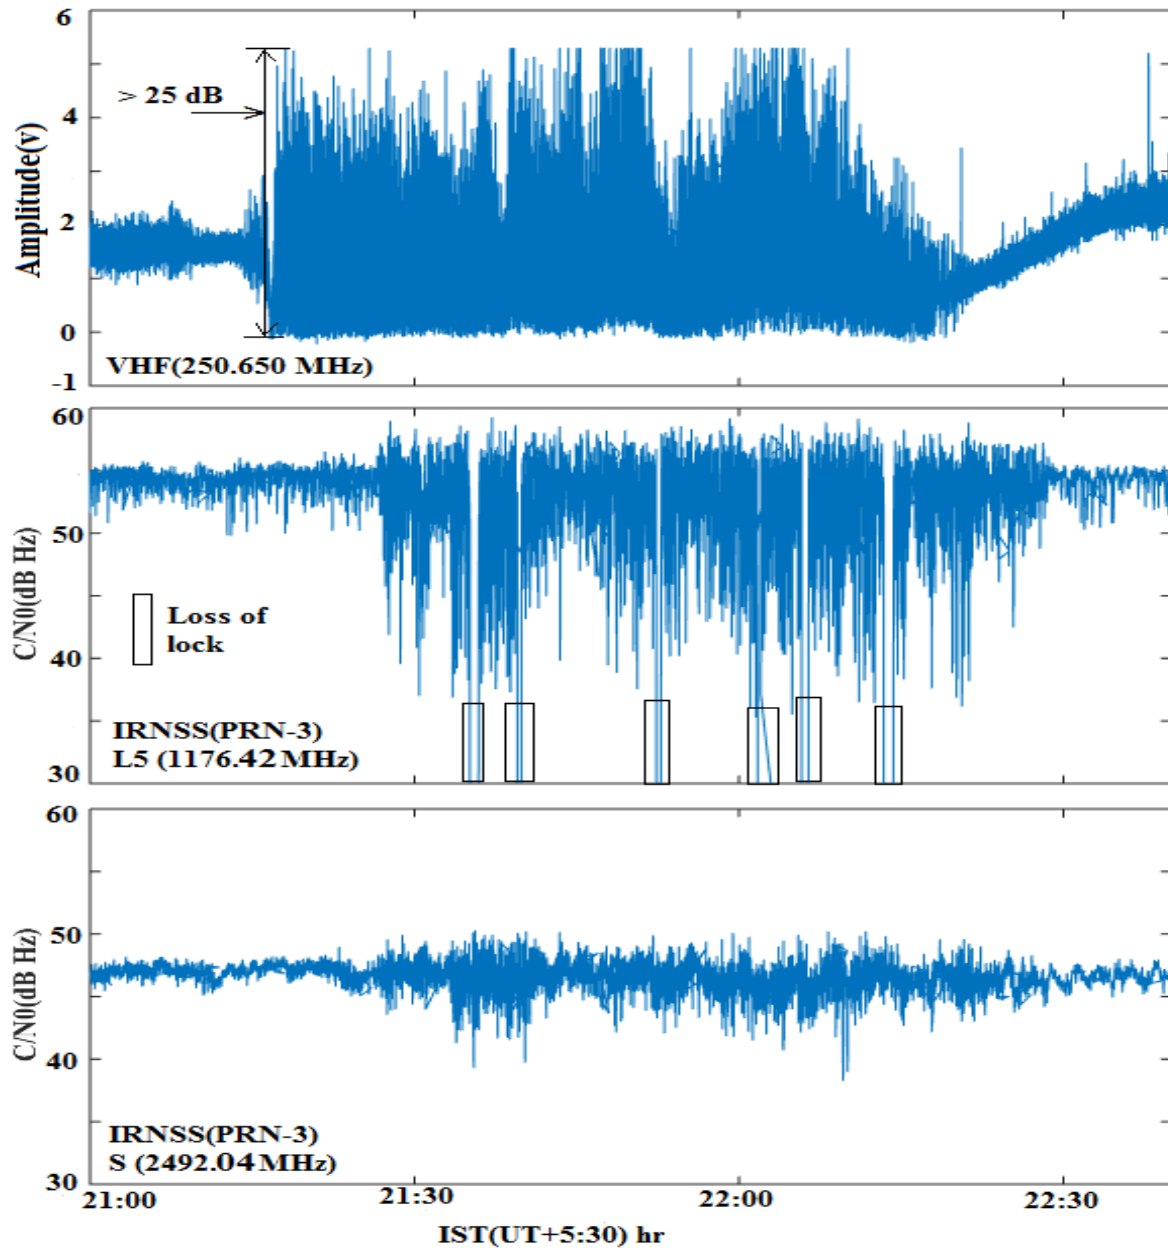 6
> 25 dB
4
Amplitude(v)
2
0
-1
VHF(250.650 MHz)
60
50
C/N0(dB Hz)
Loss of
lock
40
IRNSS(PRN-3)
L5 (1176.42 MHz)
30
60
50
C/N0(dB Hz)
40
IRNSS(PRN-3)
S (2492.04 MHz)
30
21:00
21:30
22:00
22:30
IST(UT+5:30) hr